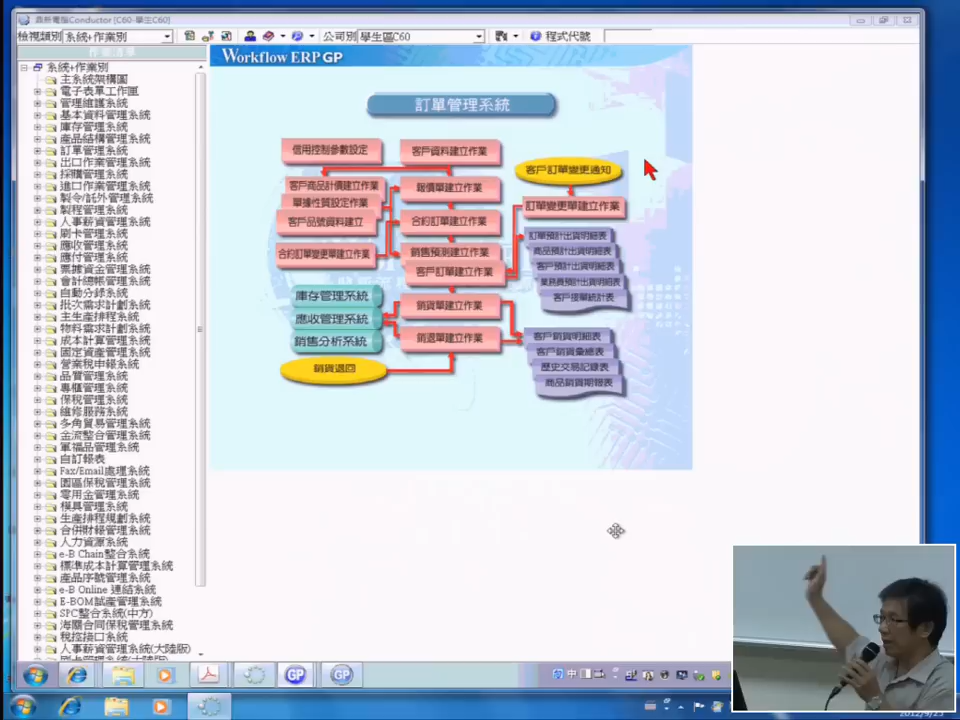 鼎新電腦Conductor [C60-學生C60]
檢視類別 系統+作業別 公司別 學生區C60 程式代號
作業清單
系統+作業別
主系統架構圖
電子表單工作匣
管理維護系統
基本資料管理系統
庫存管理系統
產品結構管理系統
訂單管理系統
出口作業管理系統
採購管理系統
進口作業管理系統
製令/託外管理系統
製程管理系統
人事薪資管理系統
刷卡管理系統
應收管理系統
應付管理系統
票據資金管理系統
會計總帳管理系統
自動分錄系統
批次需求計劃系統
主生產排程系統
物料需求計劃系統
成本計算管理系統
固定資產管理系統
營業稅申報系統
品質管理系統
專櫃管理系統
保稅管理系統
維修服務系統
多角貿易管理系統
金流整合管理系統
軍福品管理系統
自訂報表
Fax/Email處理系統
園區保稅管理系統
零用金管理系統
模具管理系統
生產排程規劃系統
合併財報管理系統
人力資源系統
e-B Chain整合系統
標準成本計算管理系統
產品序號管理系統
e-B Online 連結系統
E-BOM試產管理系統
SPC整合系統(中方)
海關合同保稅管理系統
稅控接口系統
人事薪資管理系統(大陸版)
刷卡管理系統(大陸版)
Workflow ERP GP
訂單管理系統
信用控制參數設定
客戶資料建立作業
客戶商品計價建立作業
單據性質設定作業
客戶品號資料建立
合約訂單變更單建立作業
報價單建立作業
合約訂單建立作業
銷售預測建立作業
客戶訂單建立作業
銷貨單建立作業
銷退單建立作業
客戶訂單變更通知
訂單變更單建立作業
訂單預計出貨明細表
商品預計出貨明細表
客戶預計出貨明細表
業務員預計出貨明細表
客戶接單統計表
庫存管理系統
應收管理系統
銷售分析系統
銷貨退回
客戶銷貨明細表
客戶銷貨彙總表
歷史交易記錄表
商品銷貨期報表
GP
GP
中
2012/9/25